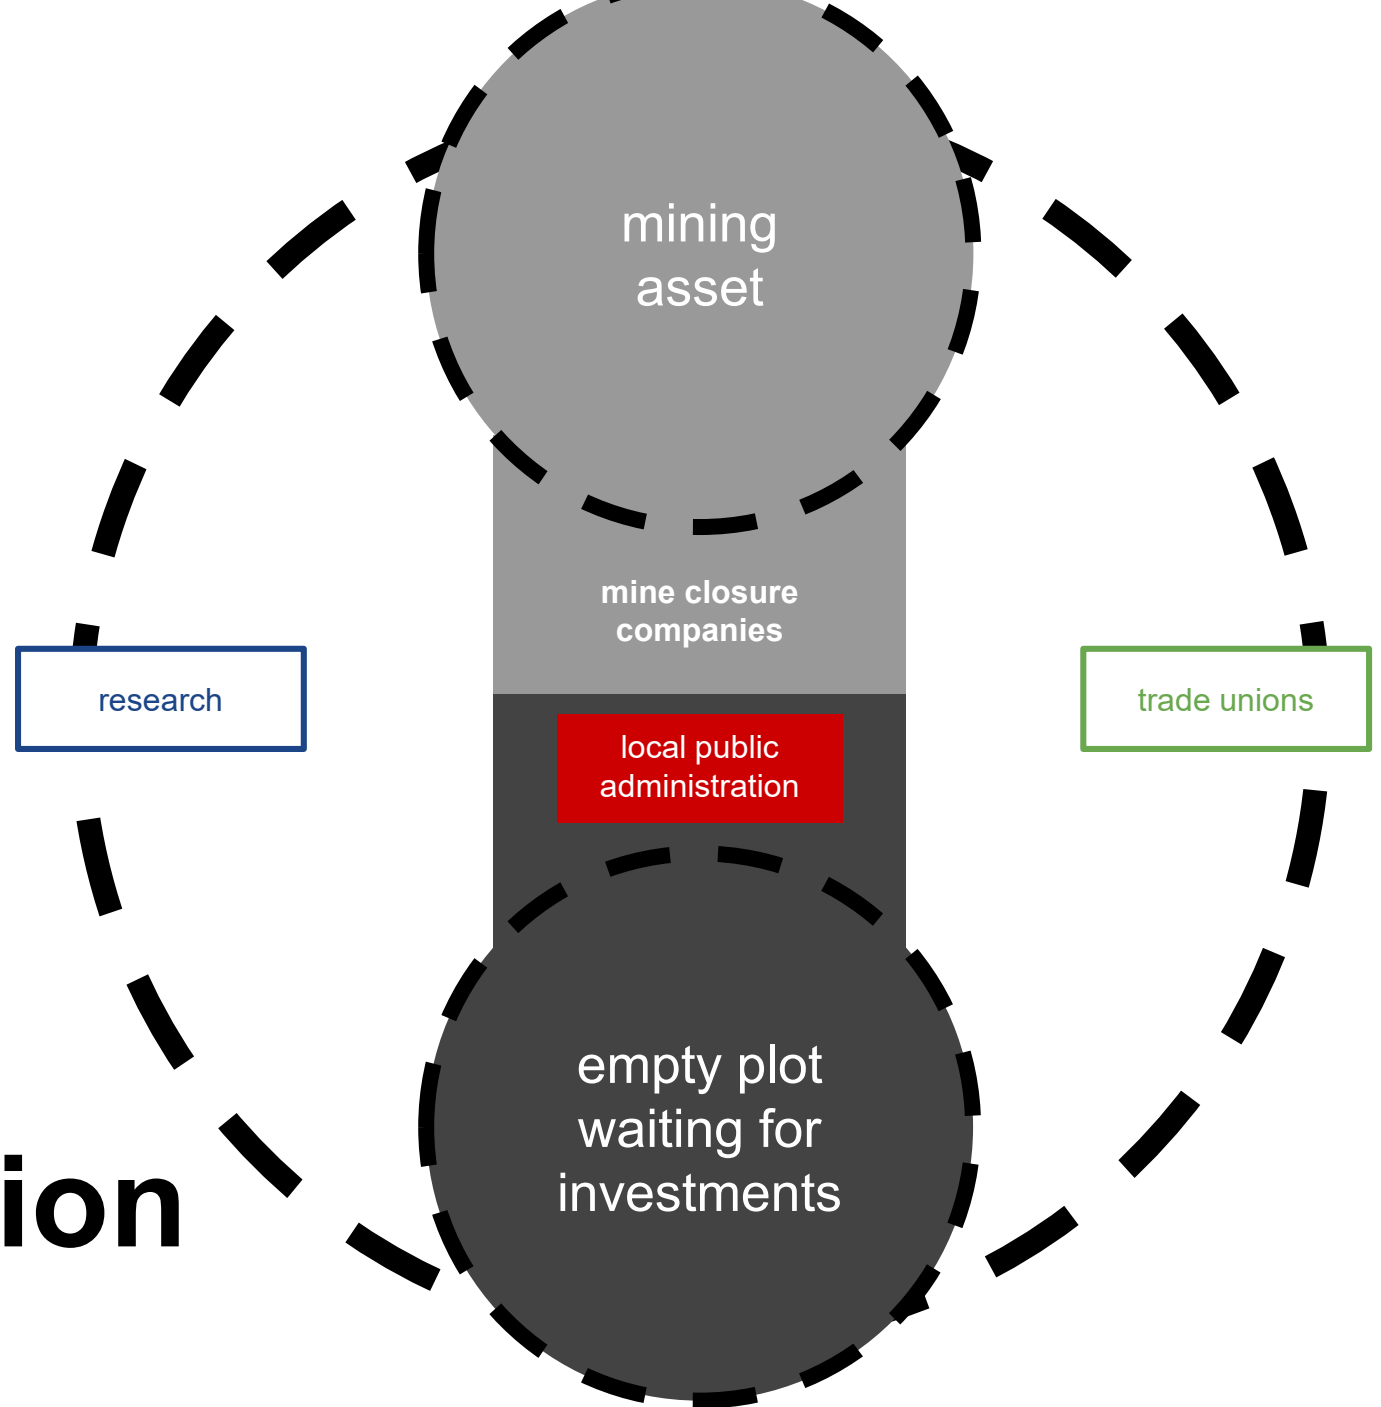 mining
asset
mine closure
companies
research
trade unions
local public
administration
empty plot
waiting for
investments
ion